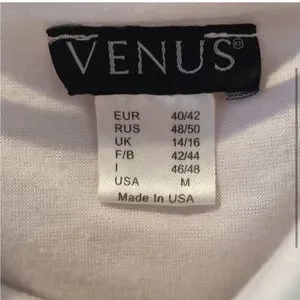 VENUS®
EUR 40/42
RUS 48/50
UK 14/16
F/B 42/44
I 46/48
USA M
Made In USA